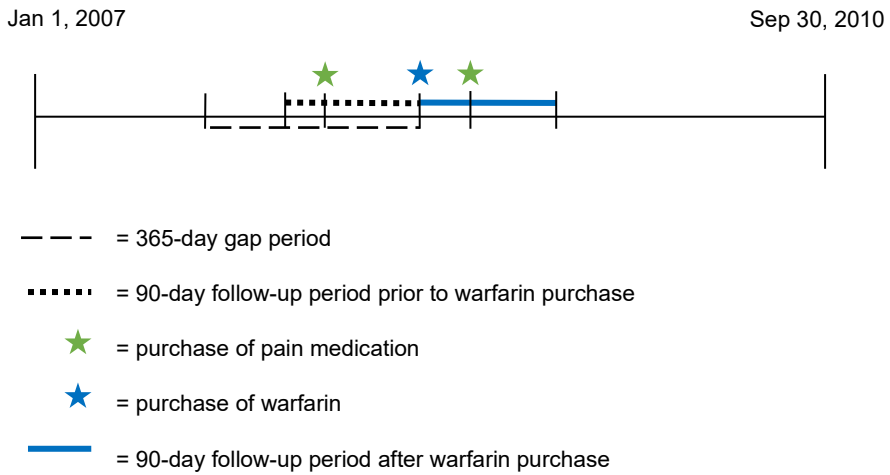 Jan 1, 2007
Sep 30, 2010
= 365-day gap period
= 90-day follow-up period prior to warfarin purchase
= purchase of pain medication
= purchase of warfarin
= 90-day follow-up period after warfarin purchase